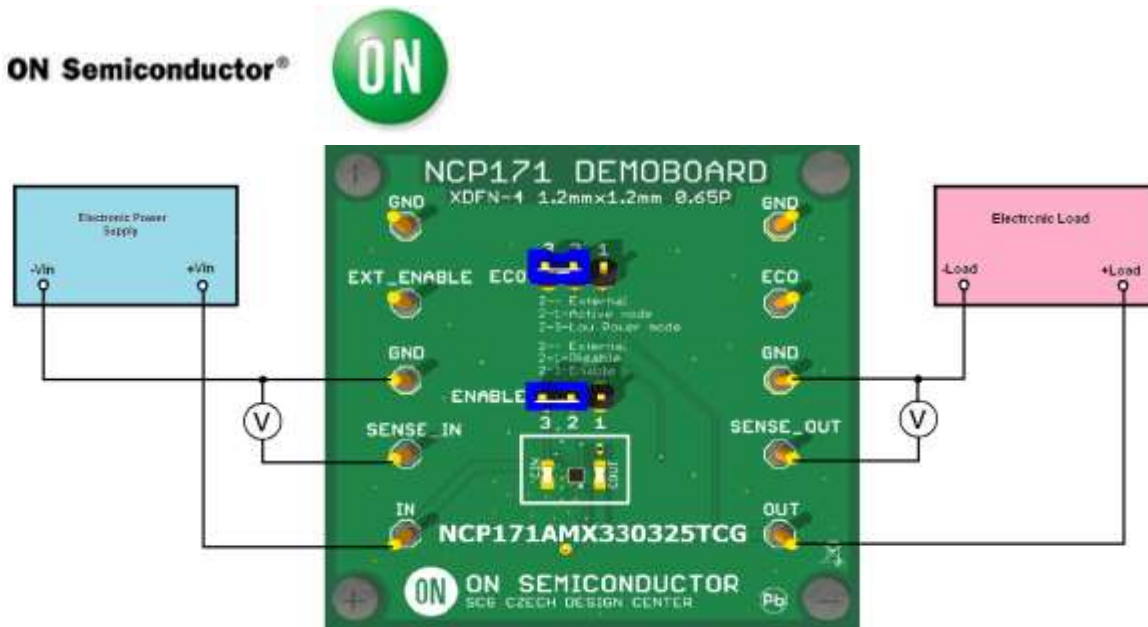 ON Semiconductor®
ON
NCP171 DEMOBOARD
XDFN-4 1.2mmx1.2mm 0.65P
Electronic Power
Supply
-Vin
+Vin
Electronic Load
-Load
+Load
GND
GND
3 2 1
EXT_ENABLE
ECO
ECO
2-- External
2-1-Active mode
2-3-Low Power mode
2-- External
2-1-Disable
2-3-Enable
GND
GND
ENABLE
3 2 1
V
V
SENSE_IN
SENSE_OUT
CIN
COUT
IN
OUT
NCP171AMX330325TCG
ON
ON SEMICONDUCTOR
SCG CZECH DESIGN CENTER
Pb